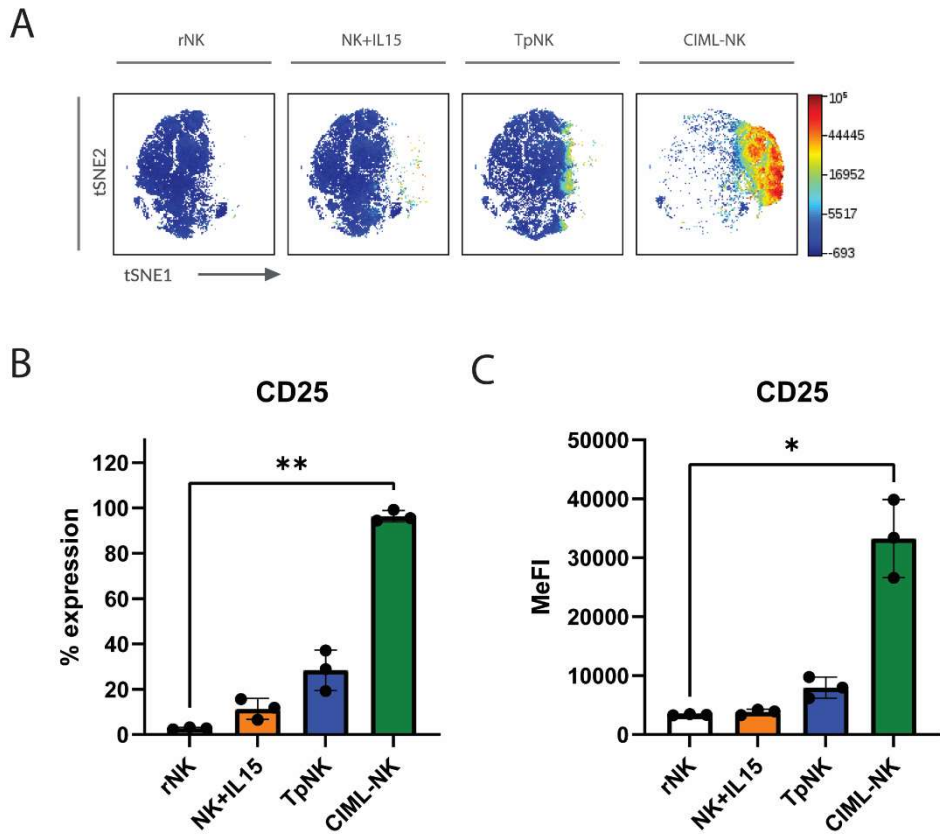 A
rNK NK+IL15 TpNK CIML-NK
tSNE2
10⁵
44445
16952
5517
-693
tSNE1
B
CD25
% expression
120
100
80
60
40
20
0
**
rNK NK+IL15 TpNK CIML-NK
C
CD25
MeFI
50000
40000
30000
20000
10000
0
*
rNK NK+IL15 TpNK CIML-NK